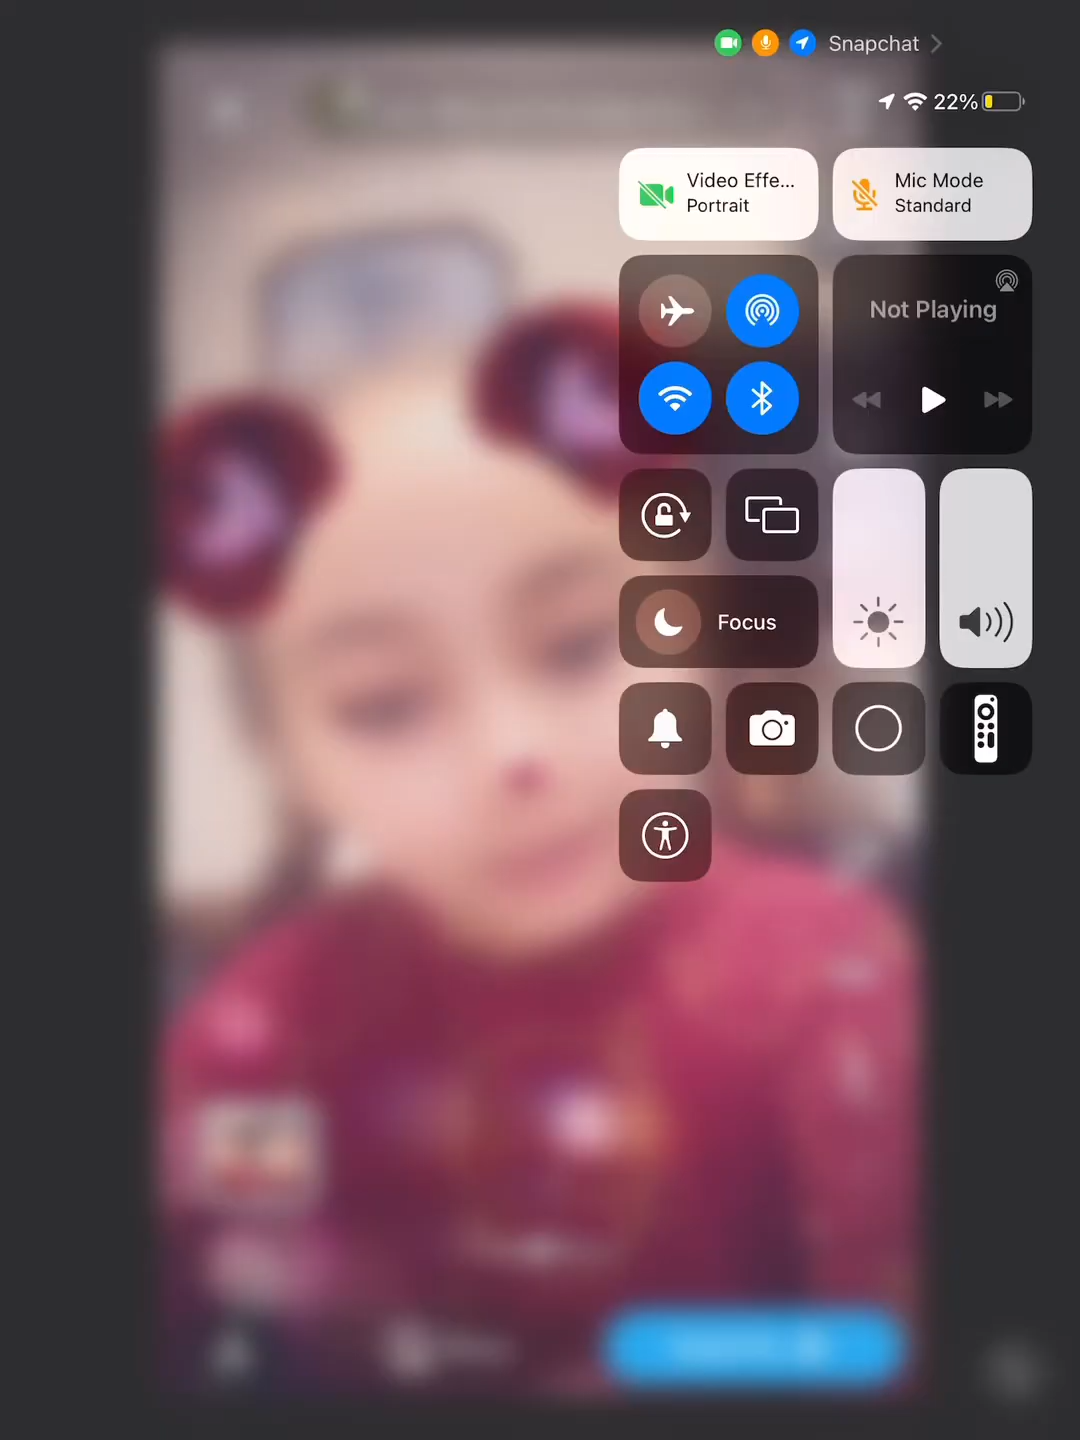 Snapchat
22%
Video Effe...
Portrait
Mic Mode
Standard
Not Playing
Focus